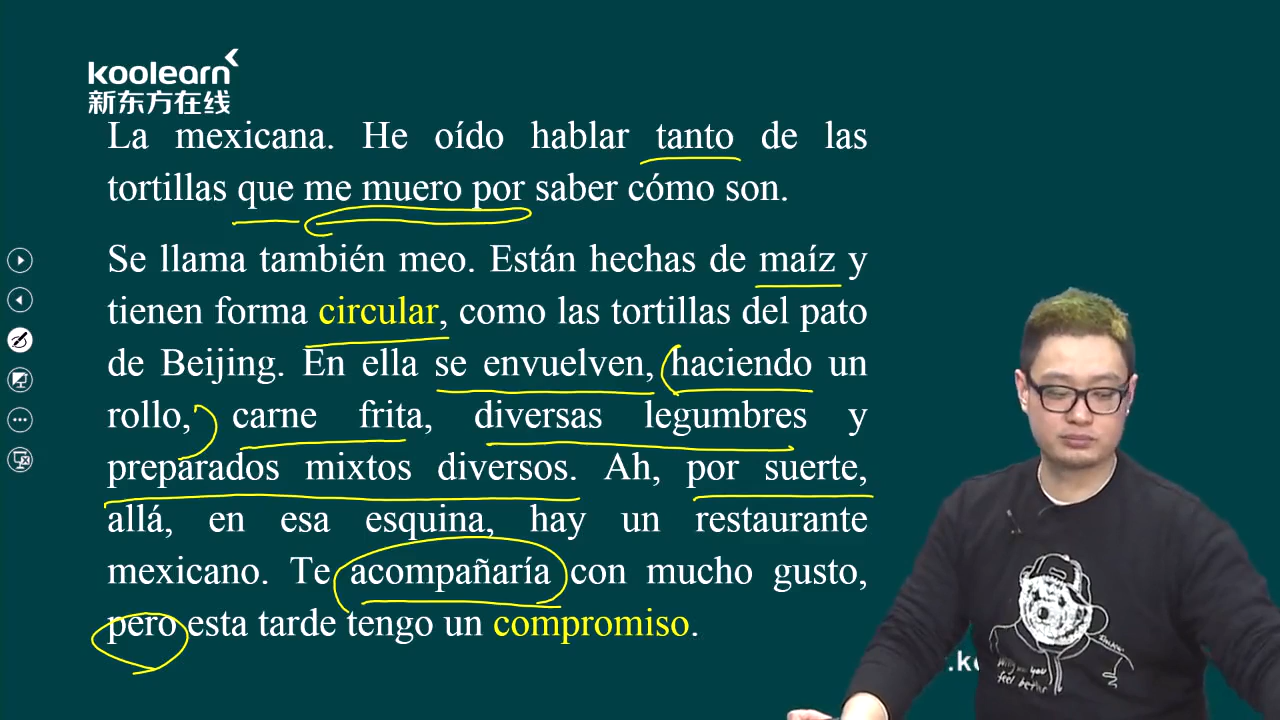 koolearn
新东方在线
La mexicana. He oído hablar tanto de las
tortillas que me muero por saber cómo son.
Se llama también meo. Están hechas de maíz y
tienen forma circular, como las tortillas del pato
de Beijing. En ella se envuelven, haciendo un
rollo, carne frita, diversas legumbres y
preparados mixtos diversos. Ah, por suerte,
allá, en esa esquina, hay un restaurante
mexicano. Te acompañaría con mucho gusto,
pero esta tarde tengo un compromiso.
feel better